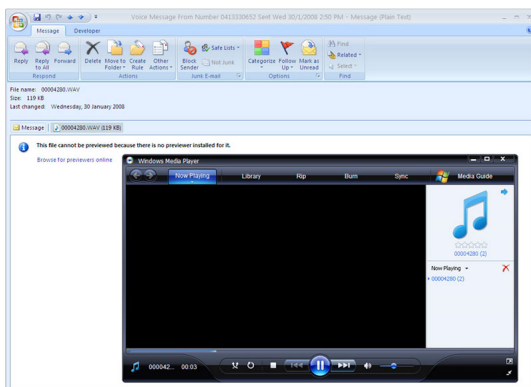 Voice Message From Number 0413330652 Sent Wed 30/1/2008 2:50 PM - Message (Plain Text)
Message Developer
Reply Reply to All Forward Delete Move to Folder Create Rule Other Actions Block Sender Safe Lists Not Junk Categorize Follow Up Mark as Unread Find Related Select
Respond Actions Junk E-mail Options Find
File name: 00004280.WAV
Size: 119 KB
Last changed: Wednesday, 30 January 2008
Message 00004280.WAV (119 KB)
This file cannot be previewed because there is no previewer installed for it.
Browse for previewers online
Windows Media Player
Now Playing Library Rip Burn Sync Media Guide
00004280 (2)
Now Playing
00004280 (2)
000042... 00:03